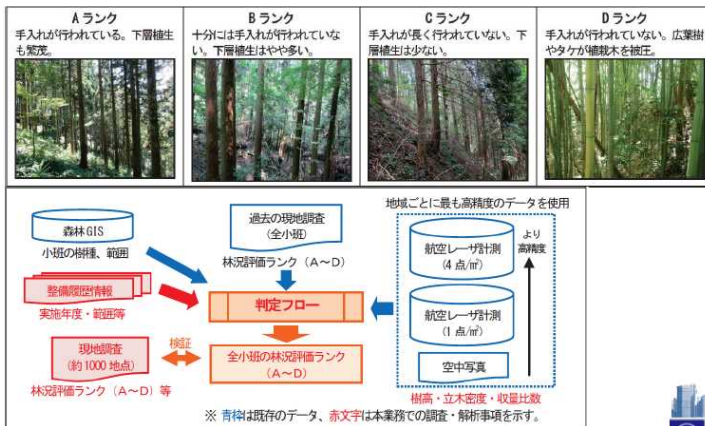 Aランク
手入れが行われている。下層植生
も繁茂。
Bランク
十分には手入れが行われていな
い。下層植生はやや多い。
Cランク
手入れが長く行われていない。下
層植生は少ない。
Dランク
手入れが行われていない。広葉樹
やタケが植栽木を被圧。
地域ごとに最も高精度のデータを使用
森林GIS
小班の樹種、範囲
過去の現地調査
(全小班)
林況評価ランク(A~D)
航空レーザ計測
(4点/㎡)
より
高精度
整備履歴情報
実施年度・範囲等
判定フロー
航空レーザ計測
(1点/㎡)
現地調査
(約1000地点)
検証
全小班の林況評価ランク
(A~D)
空中写真
林況評価ランク(A~D)等
樹高・立木密度・収量比数
※ 青枠は既存のデータ、赤文字は本業務での調査・解析事項を示す。